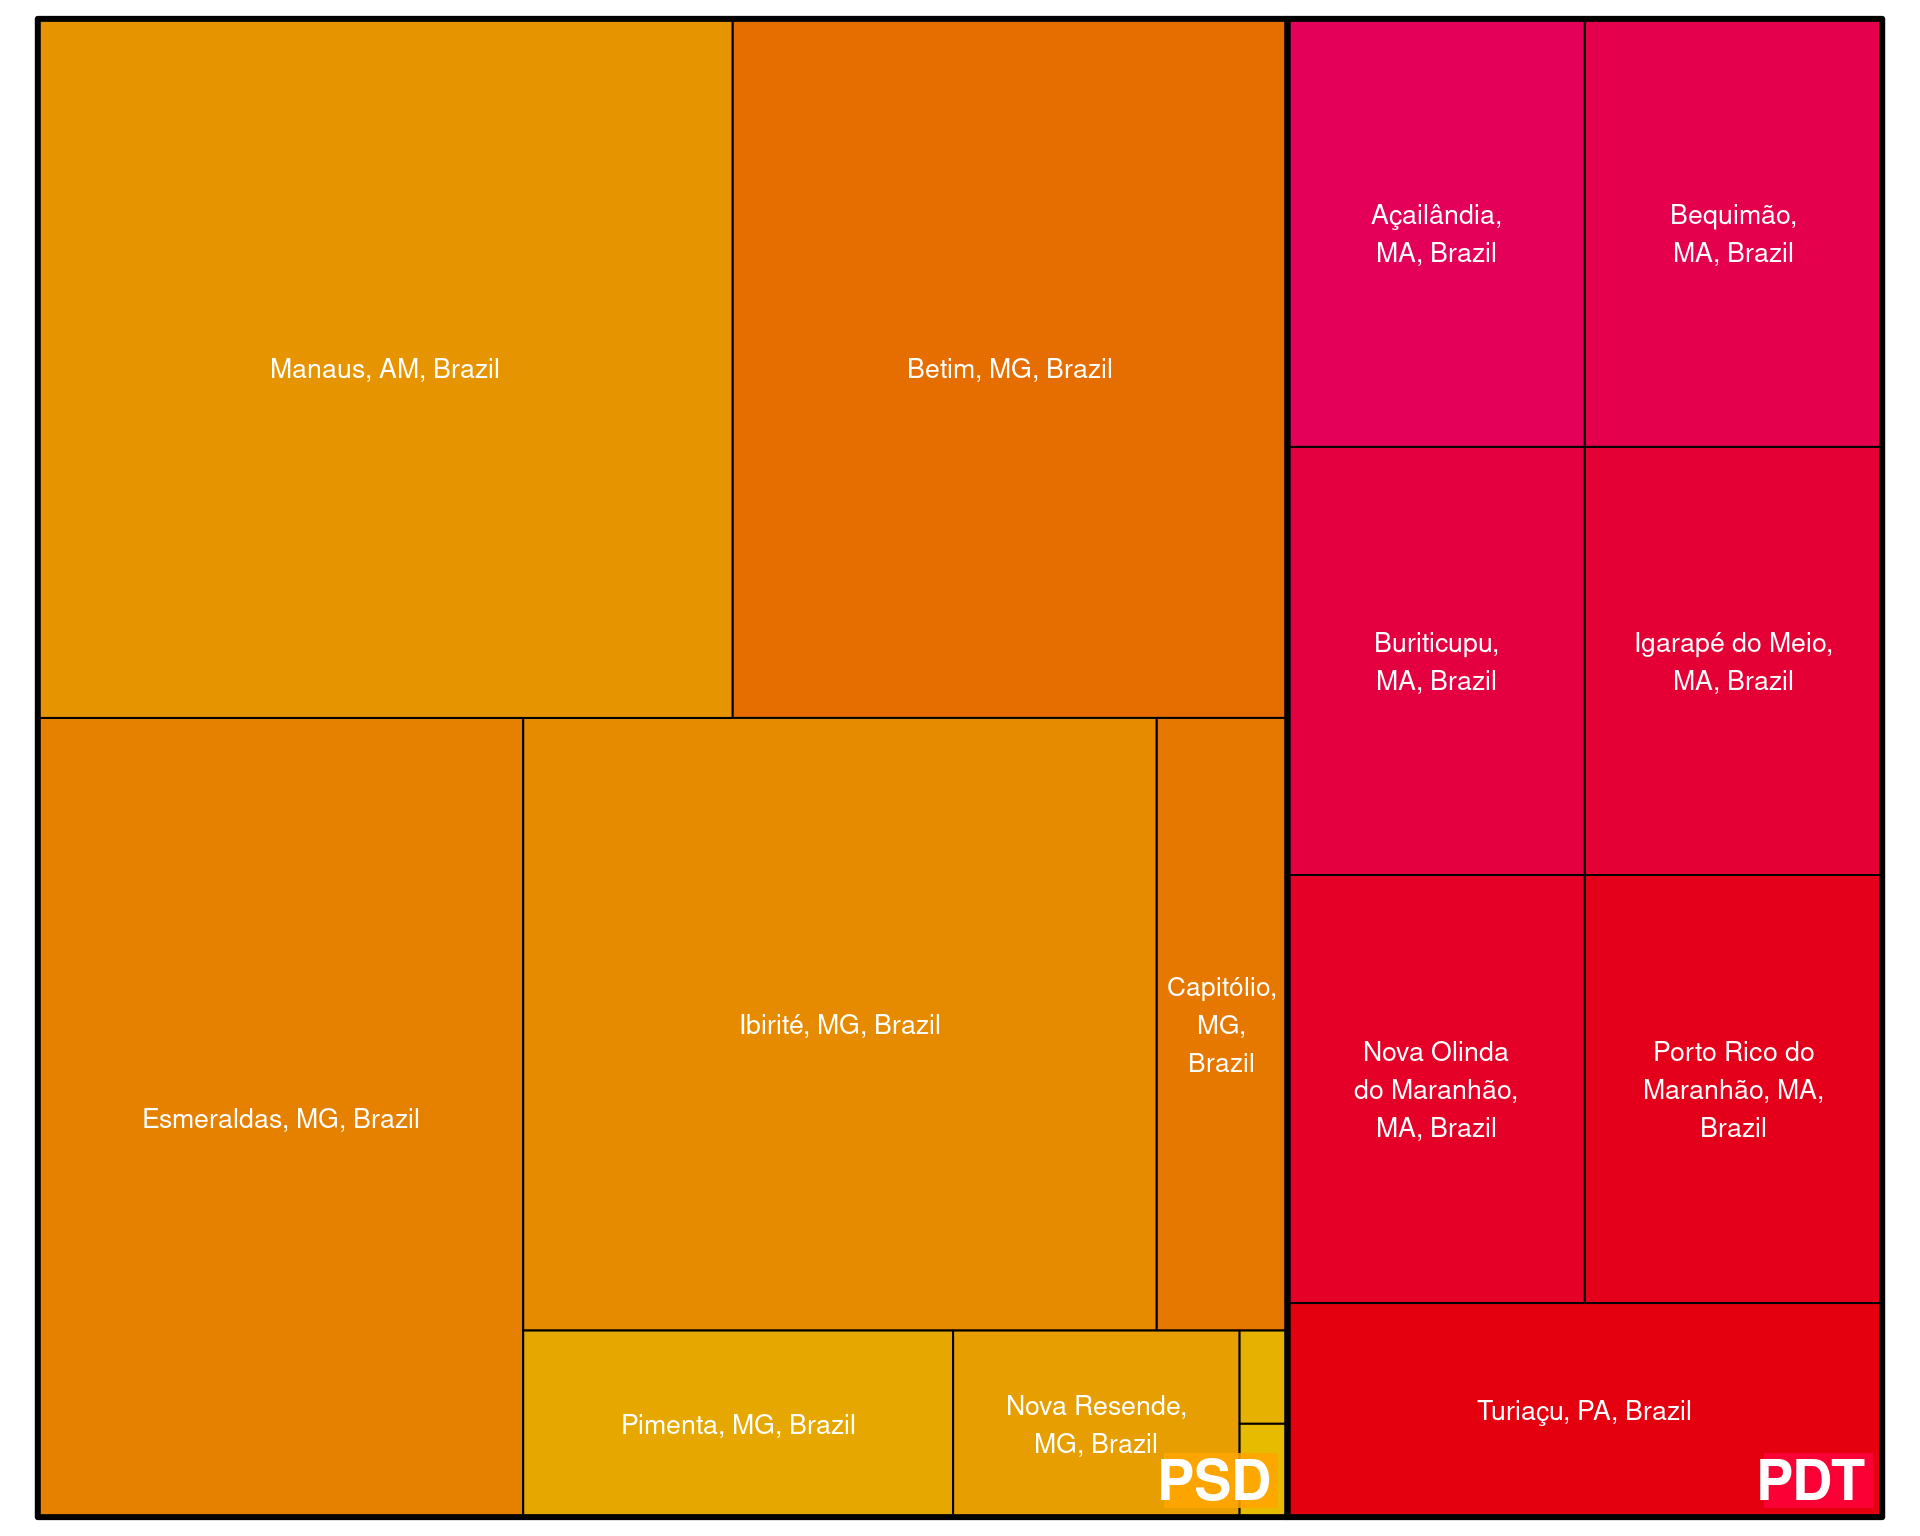 Manaus, AM, Brazil
Betim, MG, Brazil
Esmeraldas, MG, Brazil
Ibirité, MG, Brazil
Capitólio,
MG,
Brazil
Pimenta, MG, Brazil
Nova Resende,
MG, Brazil
PSD
Açailândia,
MA, Brazil
Bequimão,
MA, Brazil
Buriticupu,
MA, Brazil
Igarapé do Meio,
MA, Brazil
Nova Olinda
do Maranhão,
MA, Brazil
Porto Rico do
Maranhão, MA,
Brazil
Turiaçu, PA, Brazil
PDT